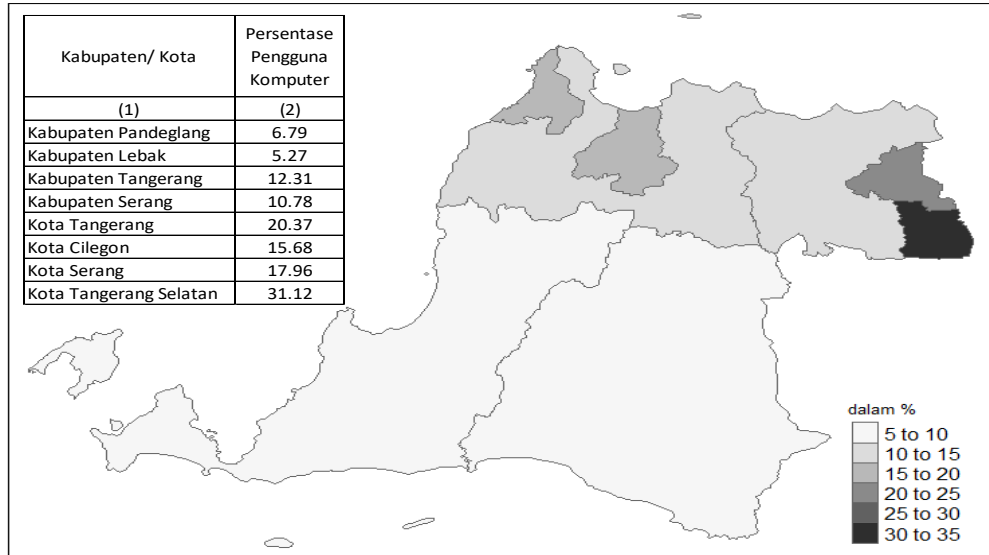 Kabupaten/ Kota Persentase Pengguna Komputer
(1) (2)
Kabupaten Pandeglang 6.79
Kabupaten Lebak 5.27
Kabupaten Tangerang 12.31
Kabupaten Serang 10.78
Kota Tangerang 20.37
Kota Cilegon 15.68
Kota Serang 17.96
Kota Tangerang Selatan 31.12
dalam %
5 to 10
10 to 15
15 to 20
20 to 25
25 to 30
30 to 35